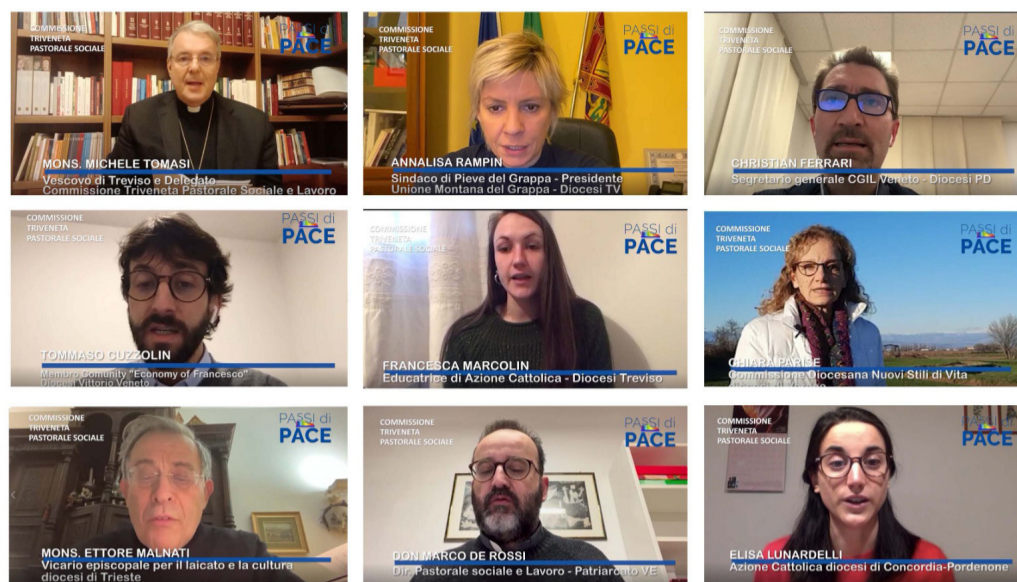 COMMISSIONE
TRIVENETA
PASTORALE SOCIALE
PASSI di
PACE
MONS. MICHELE TOMASI
Vescovo di Treviso e Delegato
Commissione Triveneta Pastorale Sociale e Lavoro
COMMISSIONE
TRIVENETA
PASTORALE SOCIALE
PASSI di
PACE
ANNALISA RAMPIN
Sindaco di Pieve del Grappa - Presidente
Unione Montana del Grappa - Diocesi TV
COMMISSIONE
TRIVENETA
PASTORALE SOCIALE
PASSI di
PACE
CHRISTIAN FERRARI
Segretario generale CGIL Veneto - Diocesi PD
COMMISSIONE
TRIVENETA
PASTORALE SOCIALE
PASSI di
PACE
TOMMASO CUZZOLIN
Membro Comunity "Economy of Francesco"
Diocesi Vittorio Veneto
COMMISSIONE
TRIVENETA
PASTORALE SOCIALE
PASSI di
PACE
FRANCESCA MARCOLIN
Educatrice di Azione Cattolica - Diocesi Treviso
COMMISSIONE
TRIVENETA
PASTORALE SOCIALE
PASSI di
PACE
CHIARA PARISE
Commissione Diocesana Nuovi Stili di Vita
COMMISSIONE
TRIVENETA
PASTORALE SOCIALE
PASSI di
PACE
MONS. ETTORE MALNATI
Vicario episcopale per il laicato e la cultura
diocesi di Trieste
COMMISSIONE
TRIVENETA
PASTORALE SOCIALE
PASSI di
PACE
DON MARCO DE ROSSI
Dir. Pastorale sociale e Lavoro - Patriarcato VE
COMMISSIONE
TRIVENETA
PASTORALE SOCIALE
PASSI di
PACE
ELISA LUNARDELLI
Azione Cattolica diocesi di Concordia-Pordenone